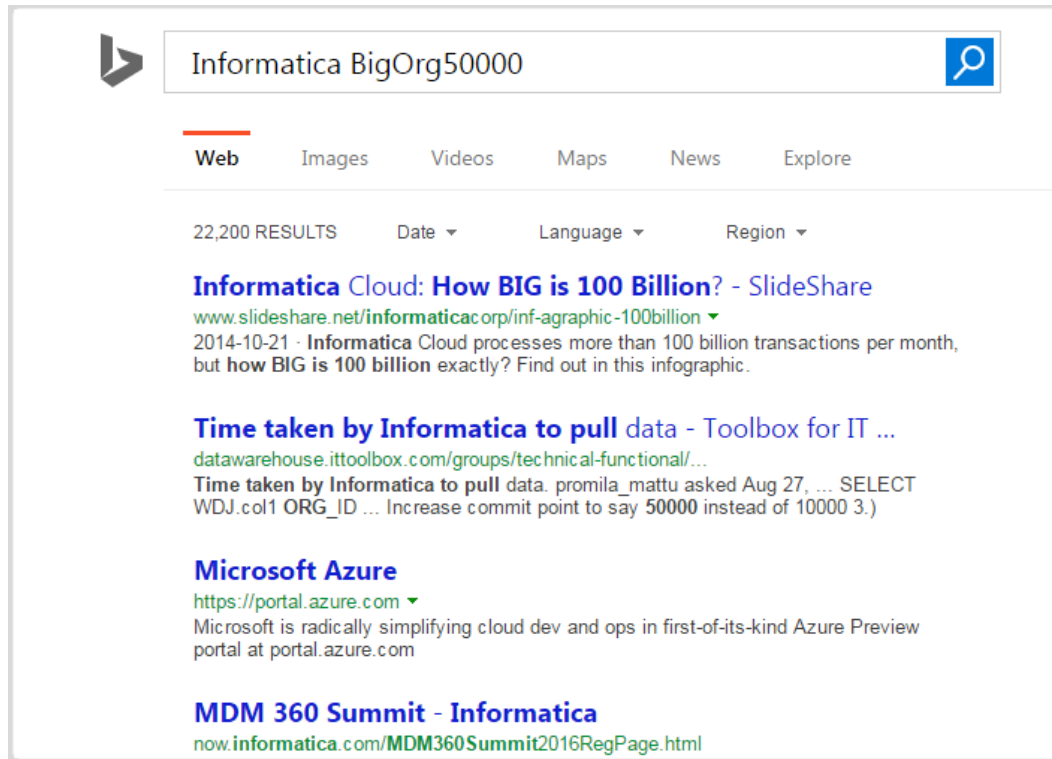 Informatica BigOrg50000
Web Images Videos Maps News Explore
22,200 RESULTS Date Language Region
Informatica Cloud: How BIG is 100 Billion? - SlideShare
www.slideshare.net/informaticacorp/inf-agraphic-100billion
2014-10-21 · Informatica Cloud processes more than 100 billion transactions per month,
but how BIG is 100 billion exactly? Find out in this infographic.
Time taken by Informatica to pull data - Toolbox for IT ...
datawarehouse.ittoolbox.com/groups/technical-functional/...
Time taken by Informatica to pull data. promila_mattu asked Aug 27, ... SELECT
WDJ.col1 ORG_ID ... Increase commit point to say 50000 instead of 10000 3.)
Microsoft Azure
https://portal.azure.com
Microsoft is radically simplifying cloud dev and ops in first-of-its-kind Azure Preview
portal at portal.azure.com
MDM 360 Summit - Informatica
now.informatica.com/MDM360Summit2016RegPage.html